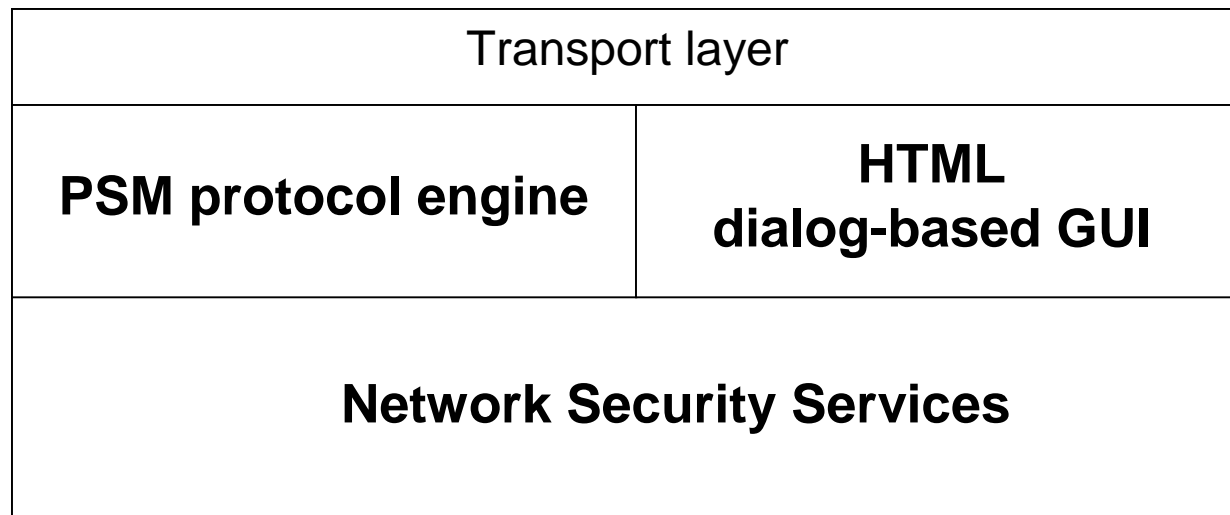 Transport layer
PSM protocol engine
HTML
dialog-based GUI
Network Security Services